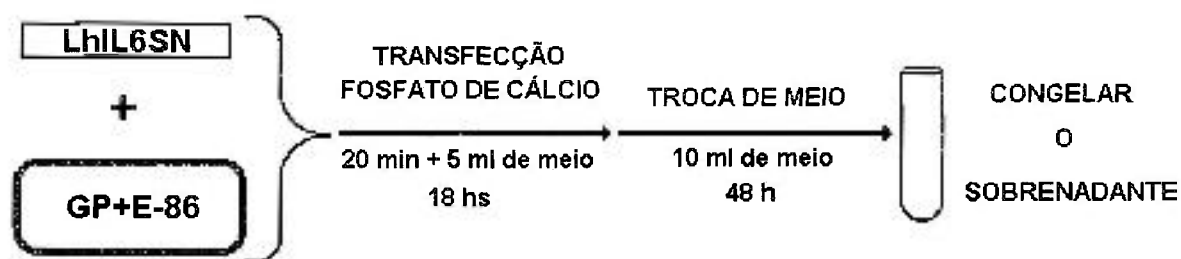 LhIL6SN
+
GP+E-86
TRANSFECÇÃO
FOSFATO DE CÁLCIO
20 min + 5 ml de meio
18 hs
TROCA DE MEIO
10 ml de meio
48 h
CONGELAR
O
SOBRENADANTE